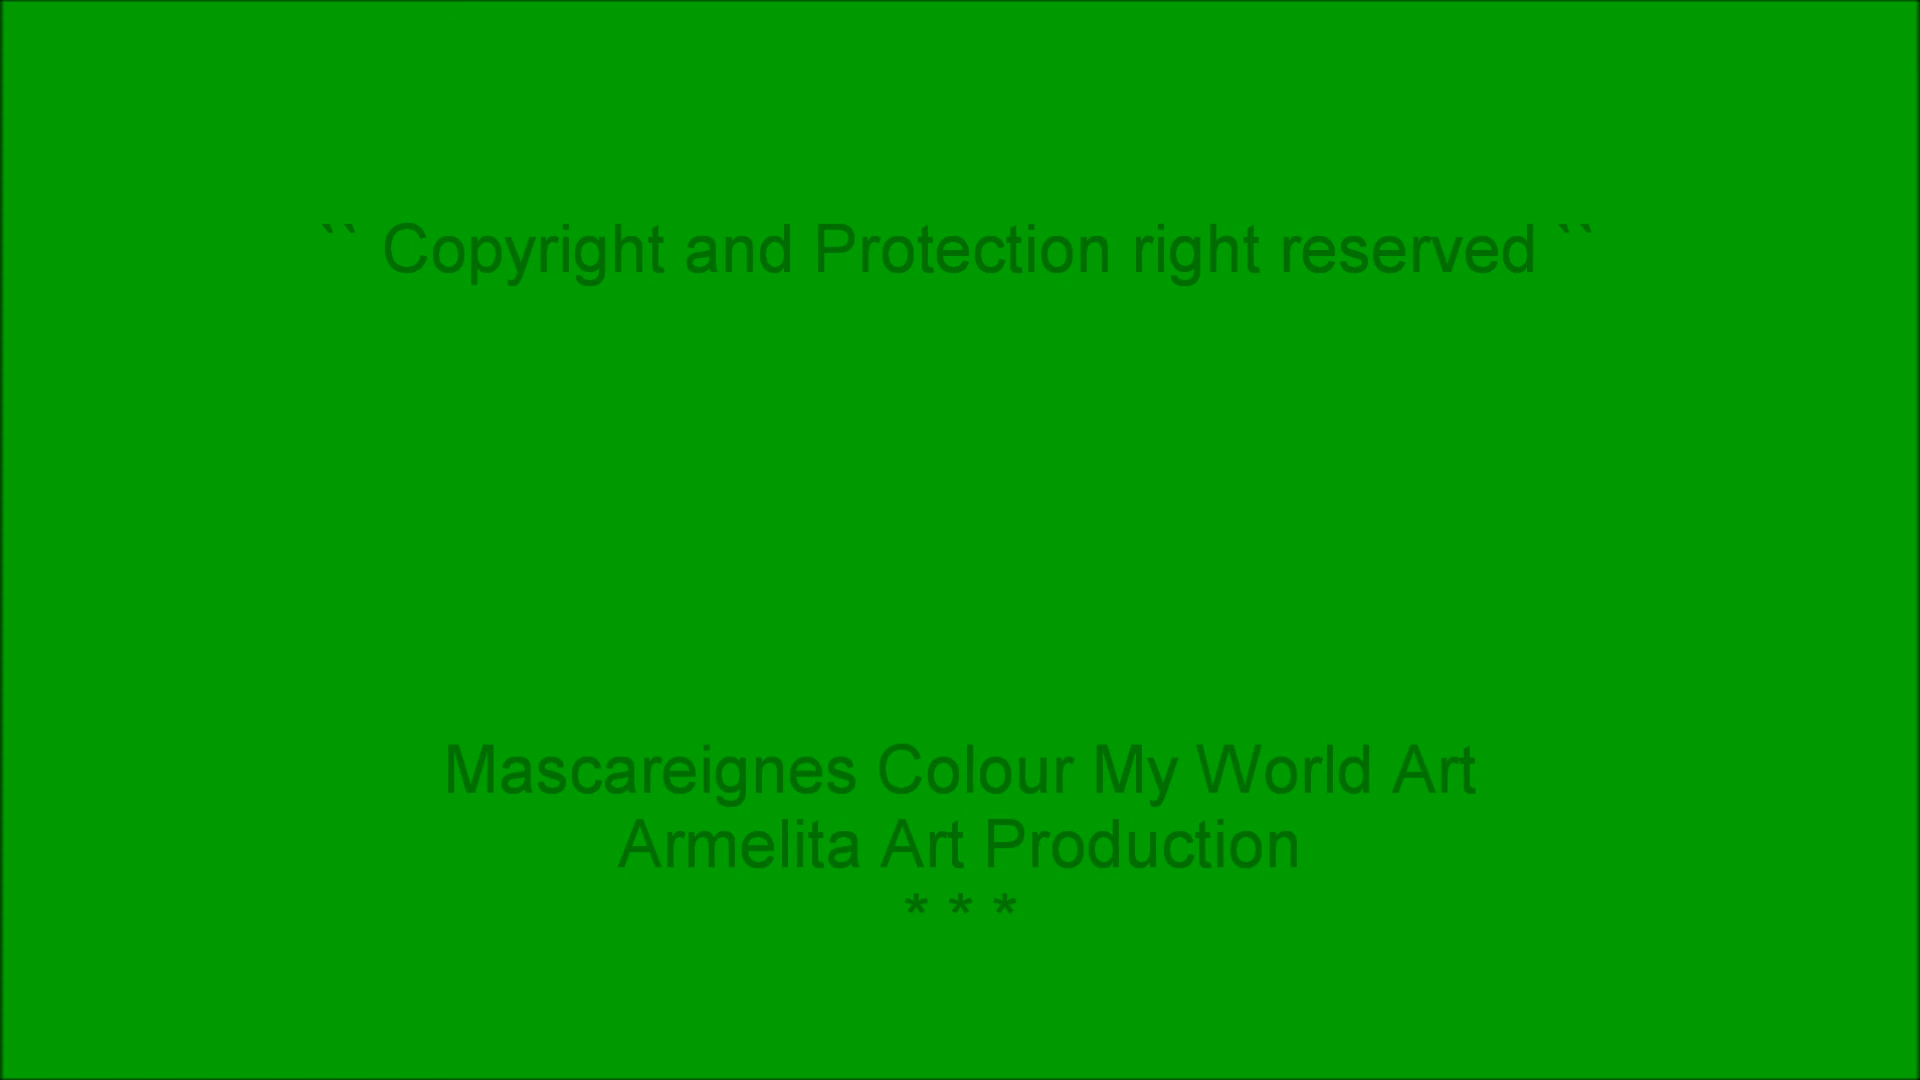 `` Copyright and Protection right reserved ``
Mascareignes Colour My World Art
Armelita Art Production
* * *